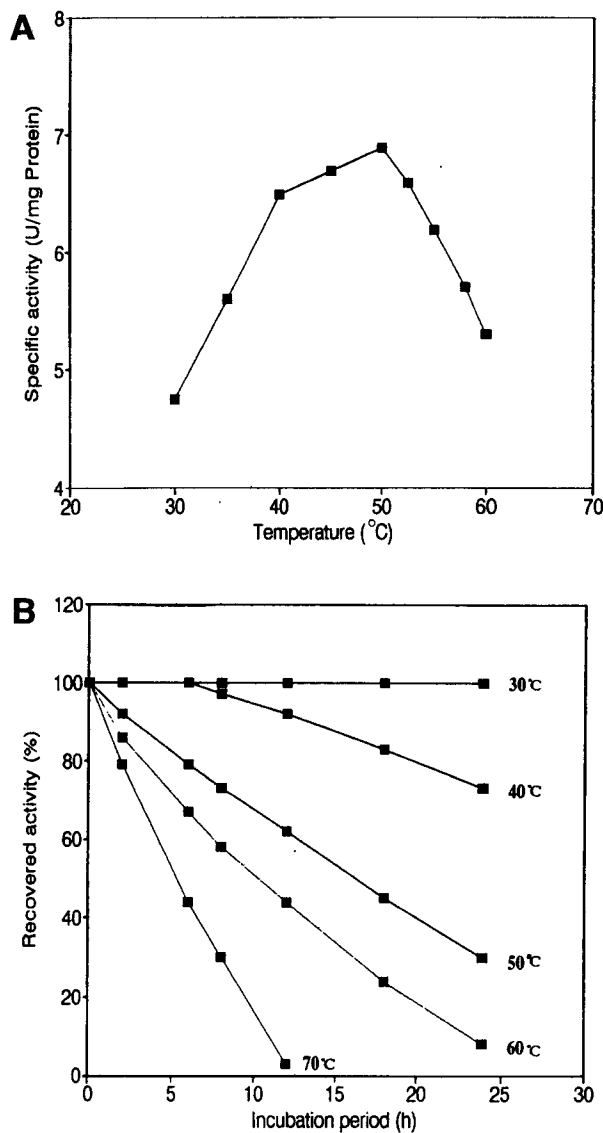 A
8
7
6
5
4
Specific activity (U/mg Protein)
20 30 40 50 60 70
Temperature (°C)
B
120
100
80
60
40
20
0
Recovered activity (%)
30℃
40℃
50℃
60℃
70℃
0 5 10 15 20 25 30
Incubation period (h)